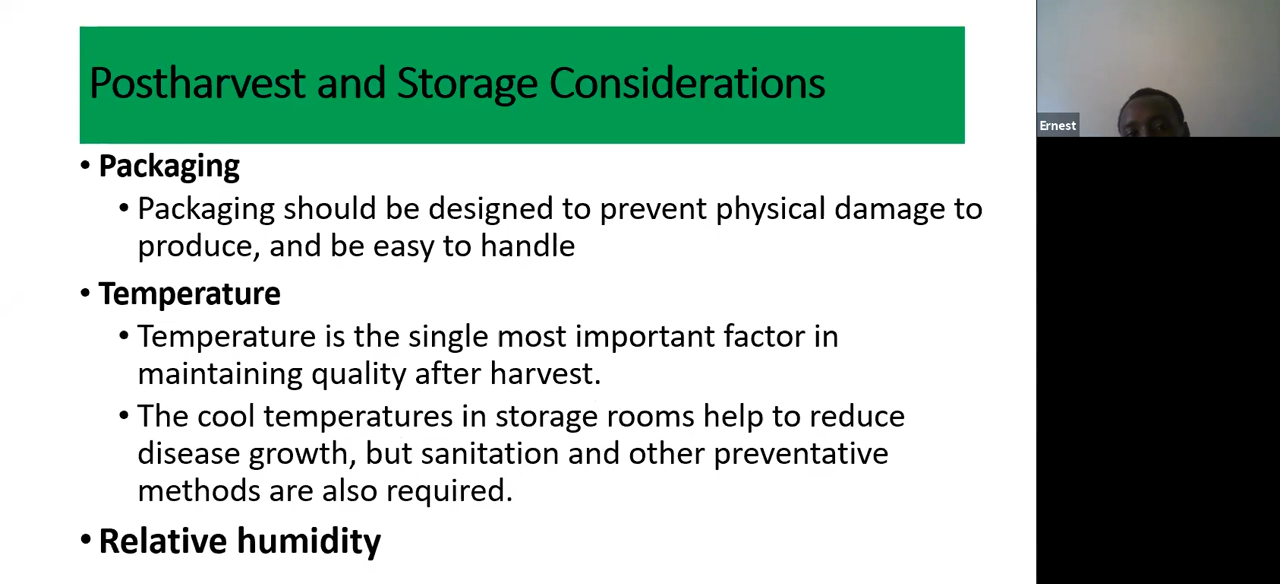 Postharvest and Storage Considerations
• Packaging
• Packaging should be designed to prevent physical damage to
produce, and be easy to handle
• Temperature
• Temperature is the single most important factor in
maintaining quality after harvest.
• The cool temperatures in storage rooms help to reduce
disease growth, but sanitation and other preventative
methods are also required.
• Relative humidity
Ernest